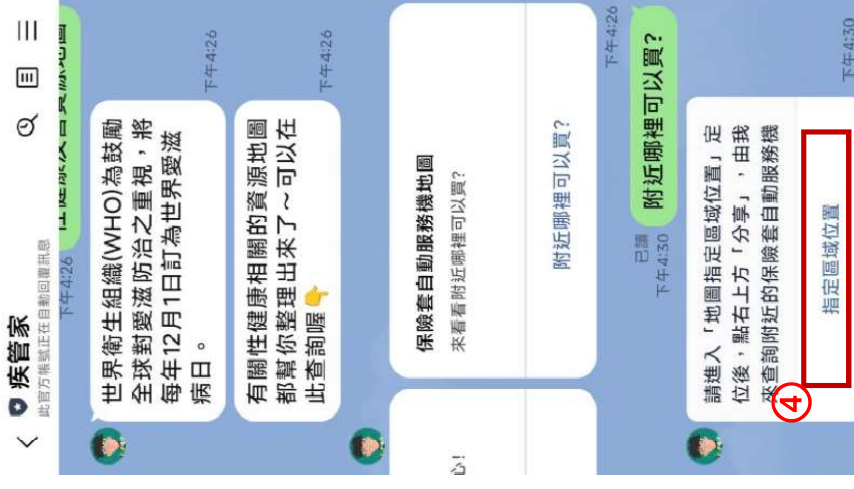 疾管家
此官方帳號正在自動回覆訊息
下午4:26
世界衛生組織(WHO)為鼓勵
全球對愛滋防治之重視，將
每年12月1日訂為世界愛滋
病日。
下午4:26
有關性健康相關的資源地圖
都幫你整理出來了～可以在
此查詢喔👇
下午4:26
心!
保險套自動服務機地圖
來看看附近哪裡可以買?
附近哪裡可以買?
下午4:26
已讀
下午4:30
附近哪裡可以買?
請進入「地圖指定區域位置」定
位後，點右上方「分享」，由我
來查詢附近的保險套自動服務機
④
指定區域位置
下午4:30